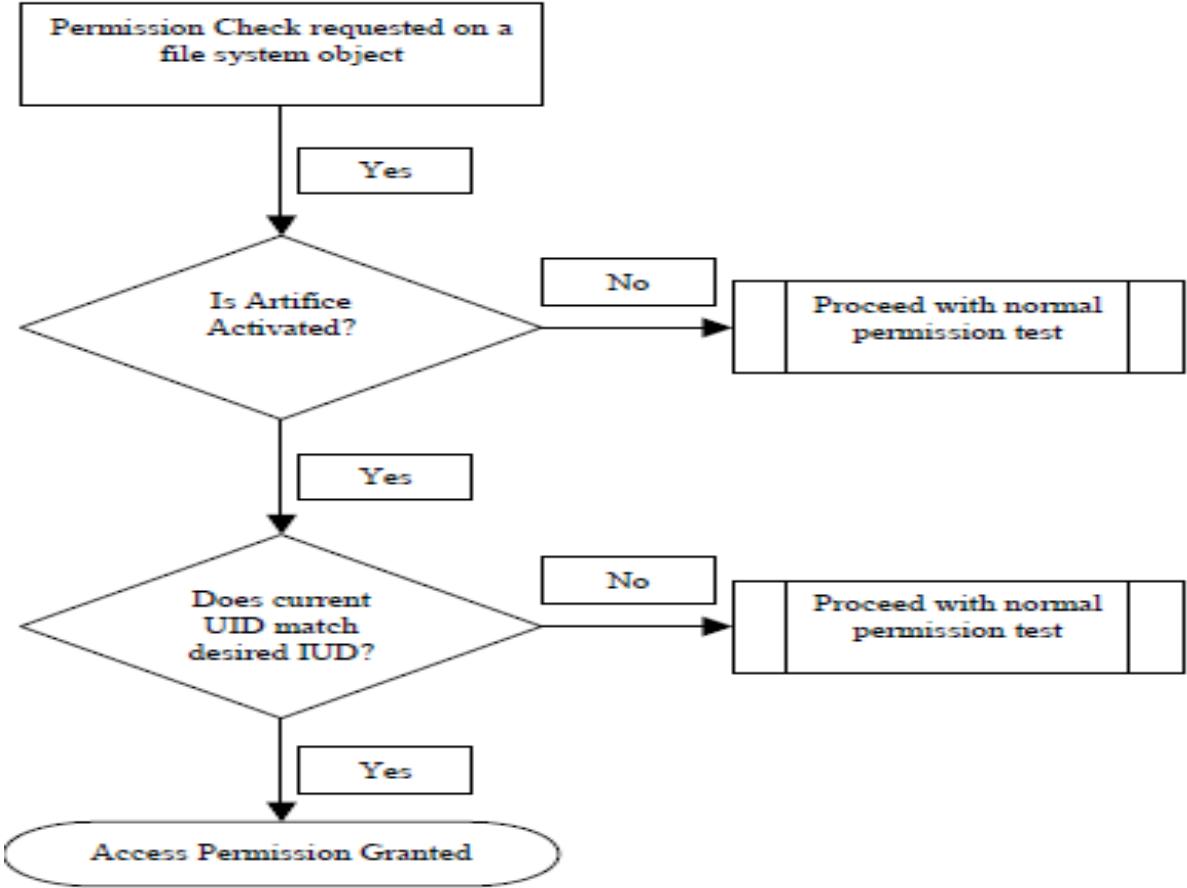 Permission Check requested on a
file system object
Yes
Is Artifice
Activated?
No
Proceed with normal
permission test
Yes
Does current
UID match
desired IUD?
No
Proceed with normal
permission test
Yes
Access Permission Granted